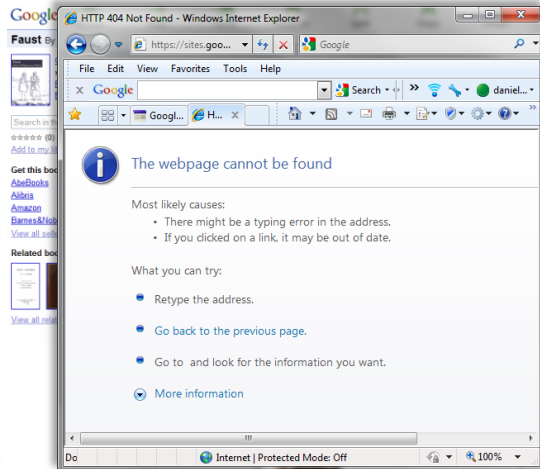 Google
Faust By
Search in th
(0)
Add to my li
Get this boo
AbeBooks
Alibris
Amazon
Barnes&Nob
View all selle
Related boo
View all relat
HTTP 404 Not Found - Windows Internet Explorer
https://sites.goo...
Google
File Edit View Favorites Tools Help
x Google
Search
»
daniel...
Googl...
H...
X
»
The webpage cannot be found
Most likely causes:
• There might be a typing error in the address.
• If you clicked on a link, it may be out of date.
What you can try:
Retype the address.
Go back to the previous page.
Go to and look for the information you want.
More information
Do
Internet | Protected Mode: Off
100%